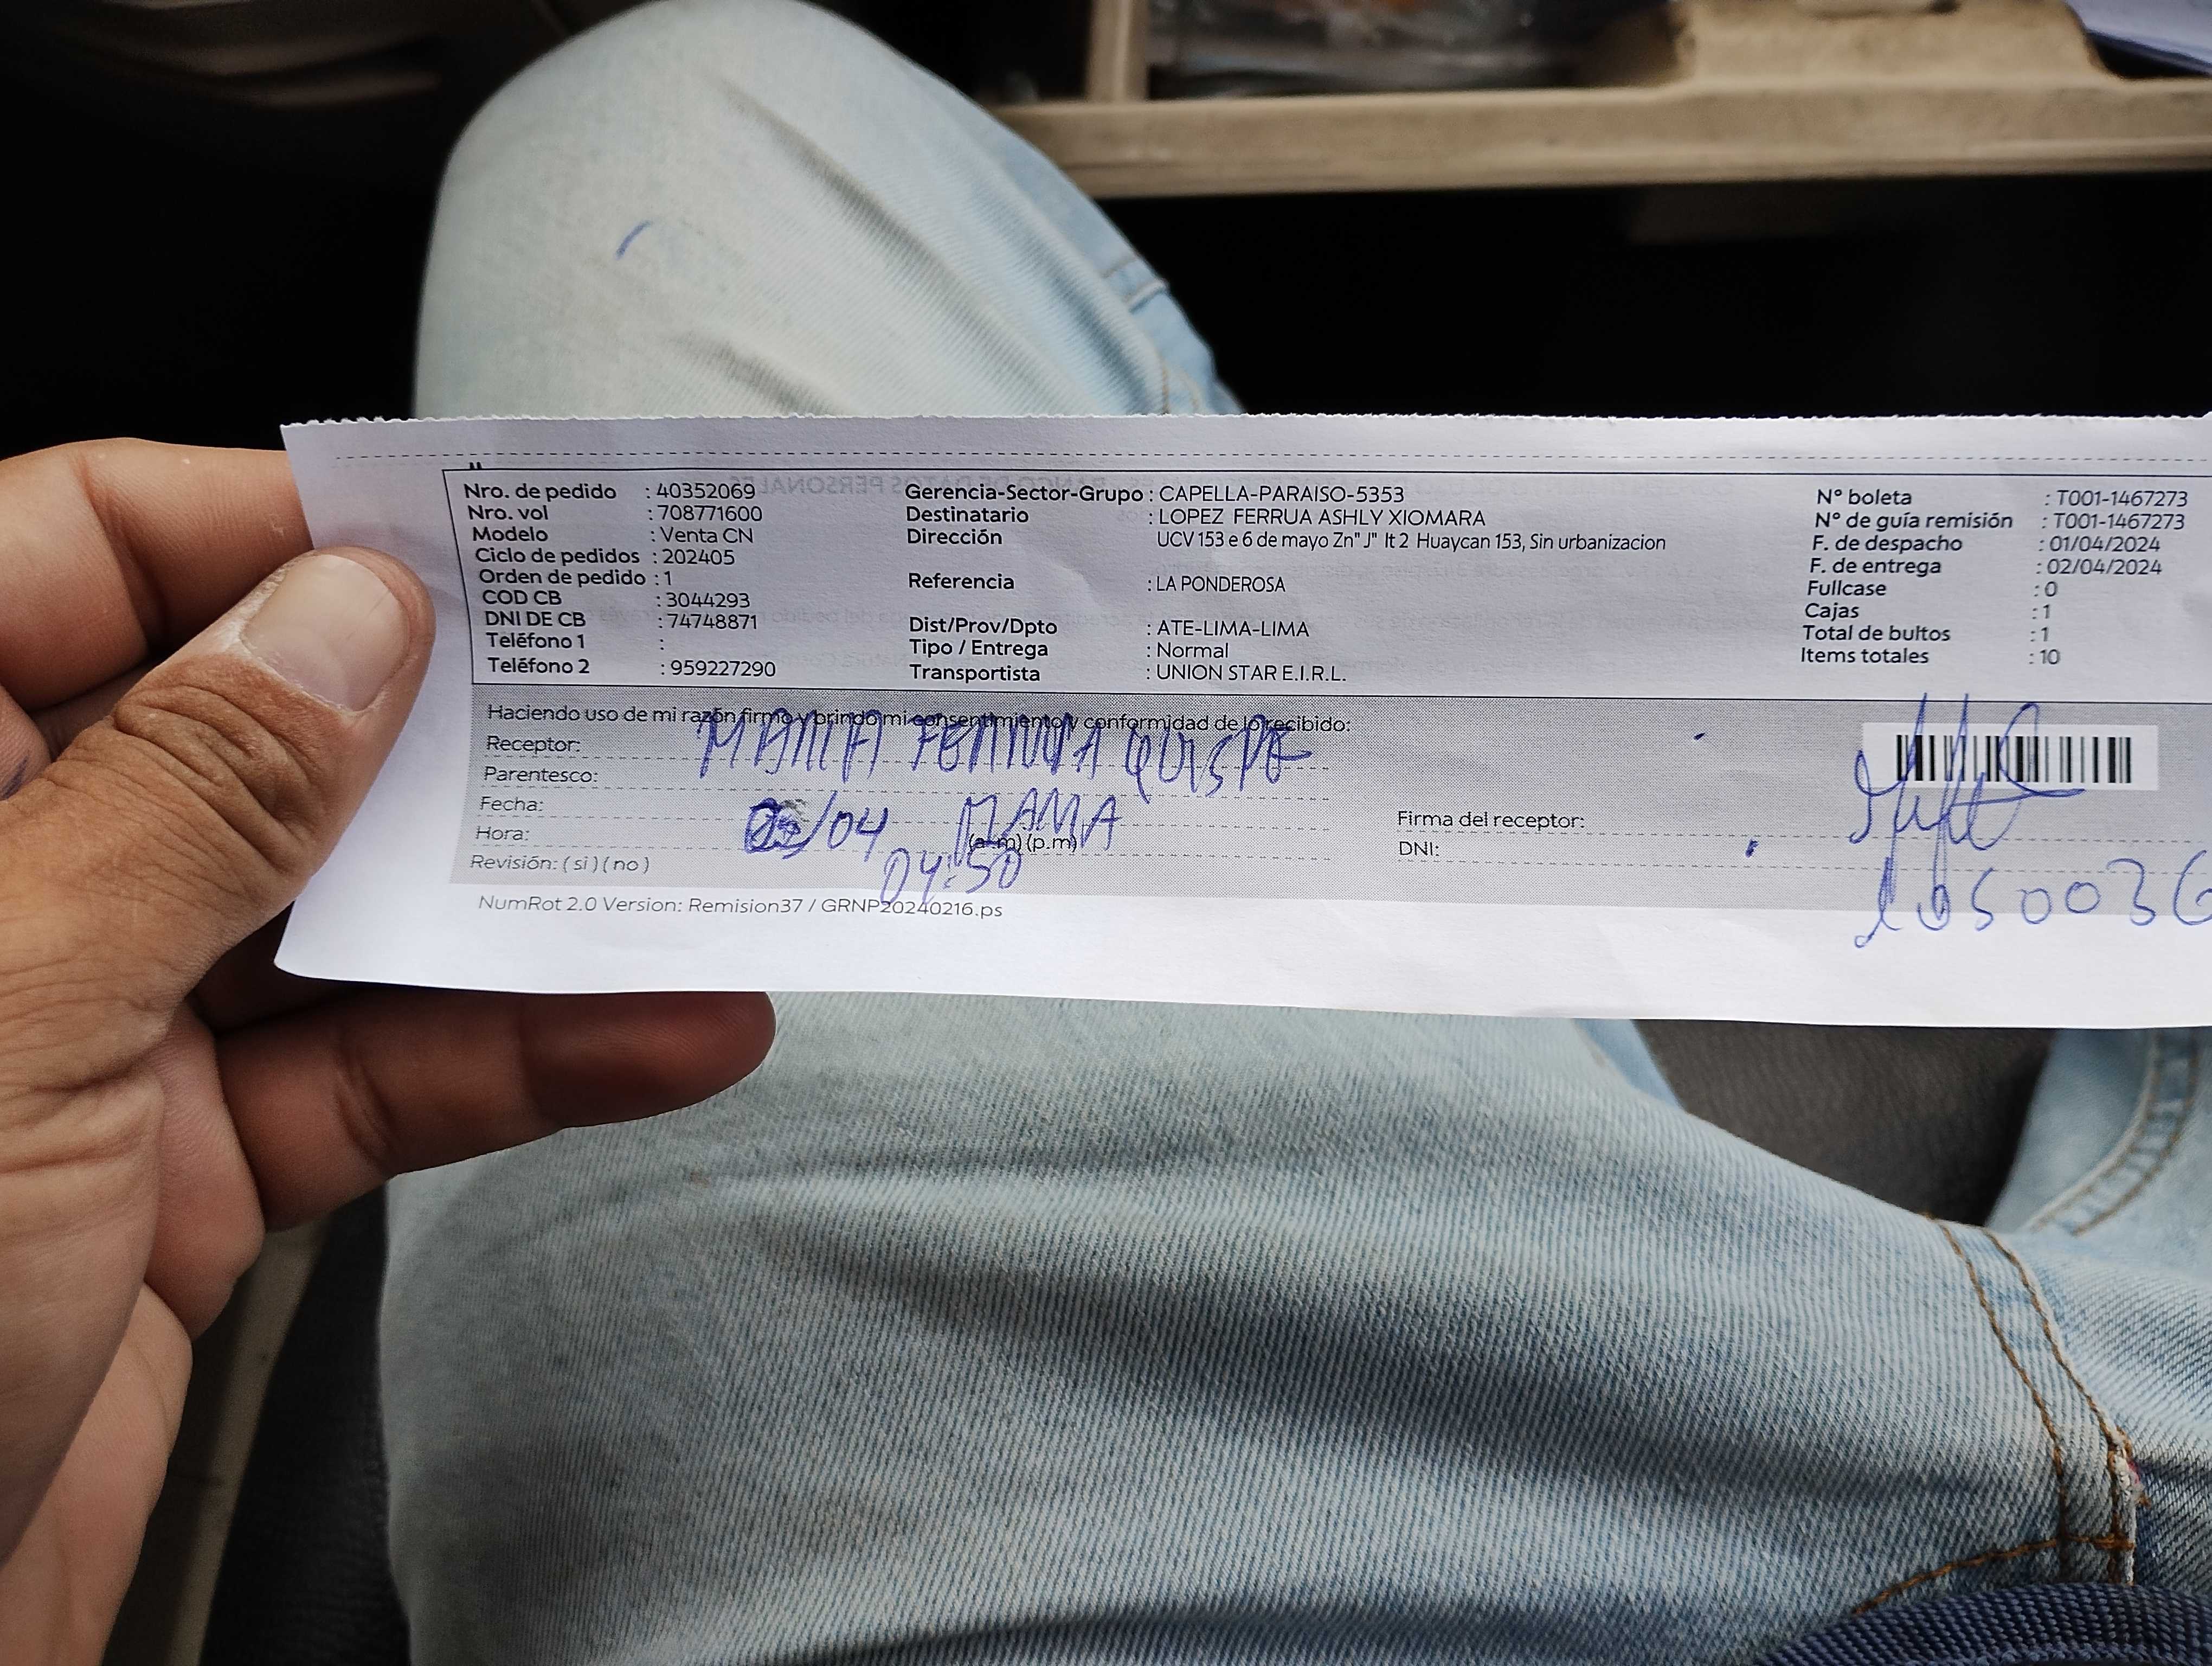 Nro. de pedido : 40352069
Nro. vol : 708771600
Modelo : Venta CN
Ciclo de pedidos : 202405
Orden de pedido : 1
COD CB : 3044293
DNI DE CB : 74748871
Teléfono 1 :
Teléfono 2 : 959227290
Gerencia-Sector-Grupo : CAPELLA-PARAISO-5353
Destinatario : LOPEZ FERRUA ASHLY XIOMARA
Dirección UCV 153 e 6 de mayo Zn" J" lt 2 Huaycan 153, Sin urbanizacion
Referencia : LA PONDEROSA
Dist/Prov/Dpto : ATE-LIMA-LIMA
Tipo / Entrega : Normal
Transportista : UNION STAR E.I.R.L.
N° boleta : T001-1467273
N° de guía remisión : T001-1467273
F. de despacho : 01/04/2024
F. de entrega : 02/04/2024
Fullcase : 0
Cajas : 1
Total de bultos : 1
Items totales : 10
Haciendo uso de mi razón firmo y brindo mi consentimiento y conformidad de lo recibido:
Receptor: MARIA FERRUA QUISPE
Parentesco: MAMA
Fecha: /04
Hora: 04:50 (a.m) (p.m)
Revisión: ( si ) ( no )
Firma del receptor:
DNI:
NumRot 2.0 Version: Remision37 / GRNP20240216.ps